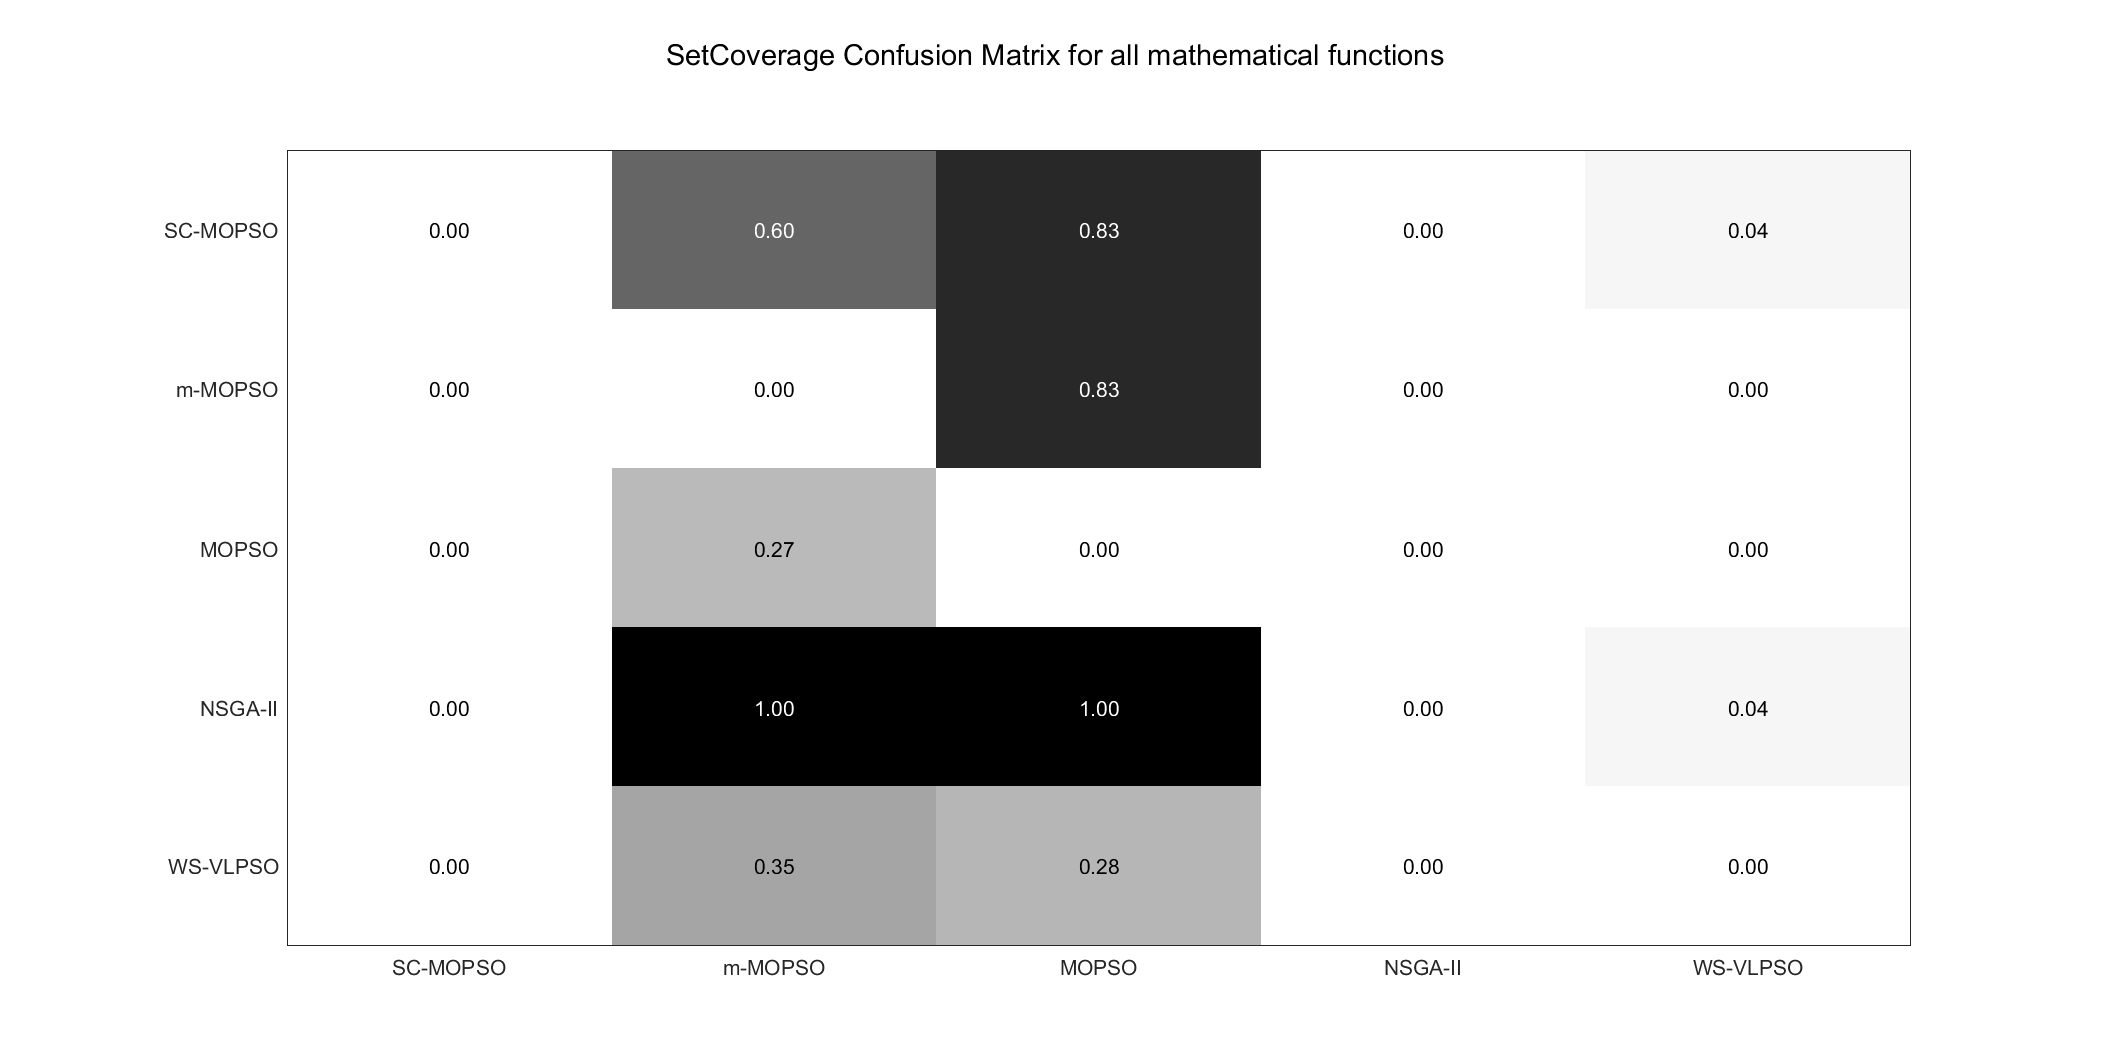 SetCoverage Confusion Matrix for all mathematical functions
SC-MOPSO 0.00 0.60 0.83 0.00 0.04
m-MOPSO 0.00 0.00 0.83 0.00 0.00
MOPSO 0.00 0.27 0.00 0.00 0.00
NSGA-II 0.00 1.00 1.00 0.00 0.04
WS-VLPSO 0.00 0.35 0.28 0.00 0.00
SC-MOPSO m-MOPSO MOPSO NSGA-II WS-VLPSO